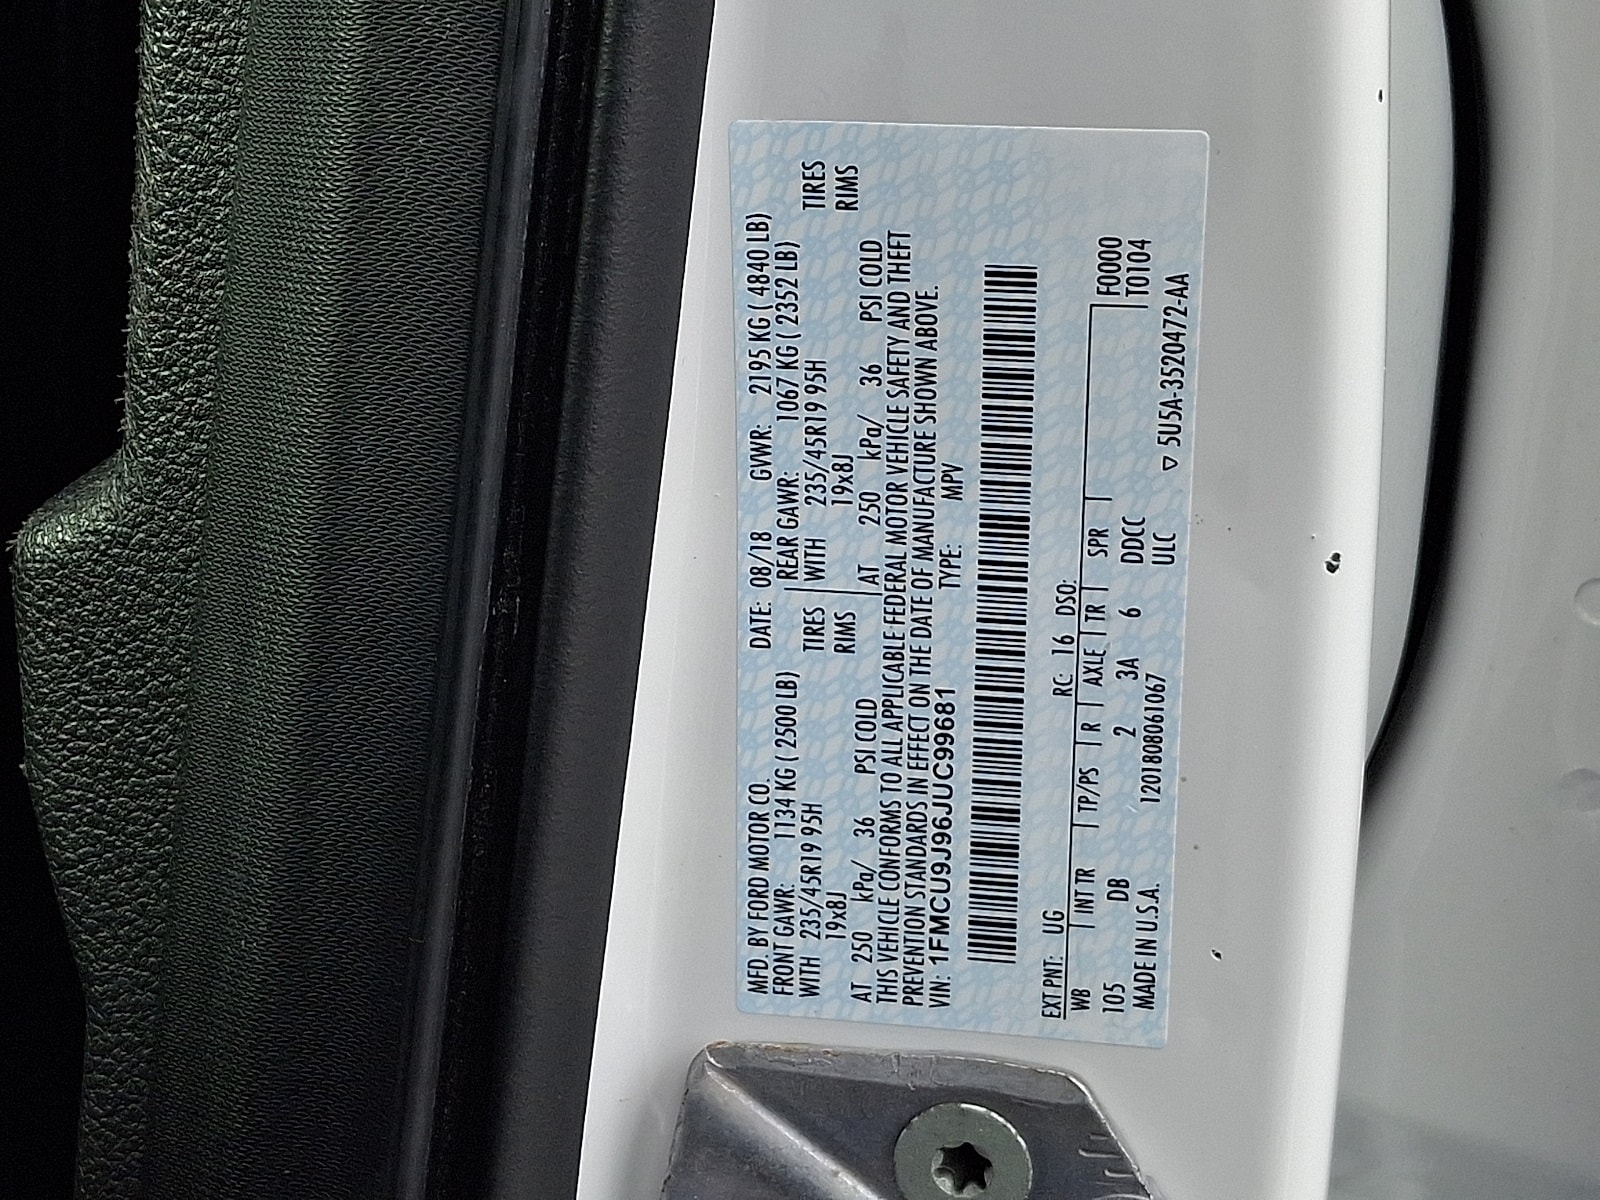 MFD. BY FORD MOTOR CO. DATE: 08/18 GVWR: 2195 KG ( 4840 LB)
FRONT GAWR: 1134 KG ( 2500 LB) REAR GAWR: 1067 KG ( 2352 LB)
WITH 235/45R19 95H TIRES WITH 235/45R19 95H TIRES
19x8J RIMS 19x8J RIMS
AT 250 kPa/ 36 PSI COLD AT 250 kPa/ 36 PSI COLD
THIS VEHICLE CONFORMS TO ALL APPLICABLE FEDERAL MOTOR VEHICLE SAFETY AND THEFT
PREVENTION STANDARDS IN EFFECT ON THE DATE OF MANUFACTURE SHOWN ABOVE.
VIN: 1FMCU9J96JUC99681 TYPE: MPV
EXT PNT: UG RC: 16 DSO:
WB INT TR TP/PS R AXLE TR SPR F0000
105 DB 2 3A 6 DDCC T0104
MADE IN U.S.A. 1201808061067 ULC ▽ 5U5A-3520472-AA